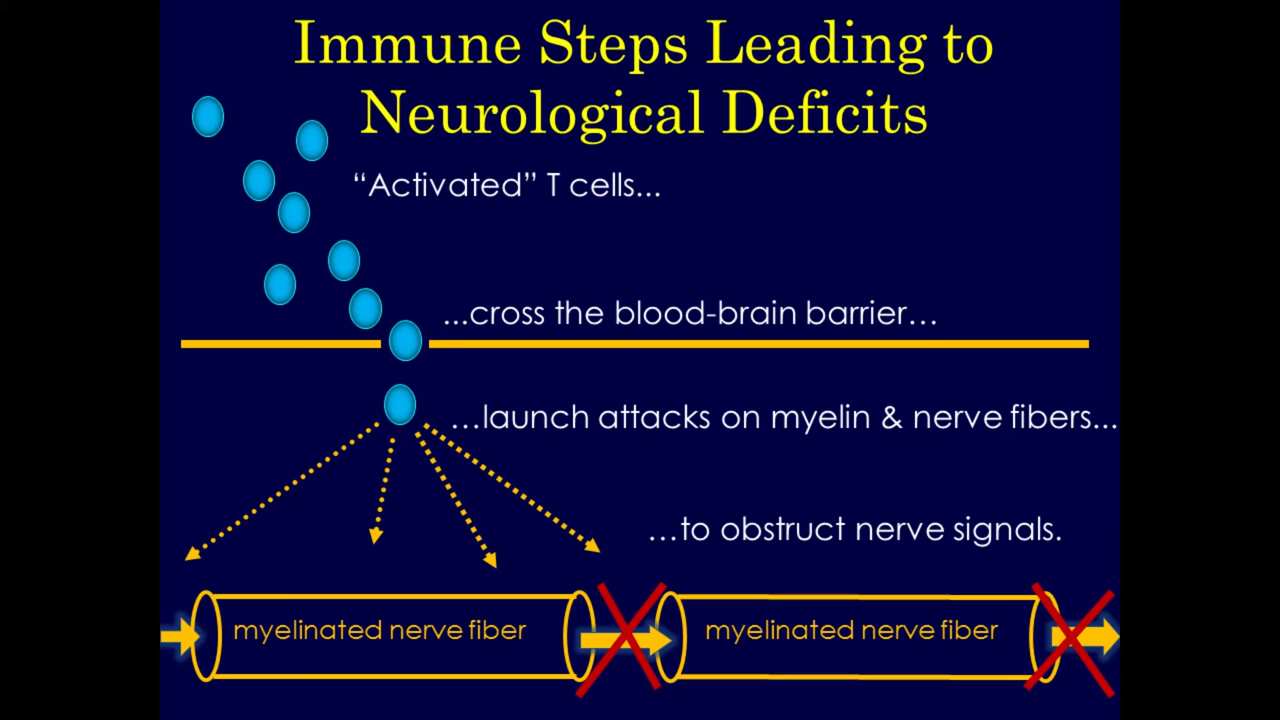 Immune Steps Leading to
Neurological Deficits
“Activated” T cells...
...cross the blood-brain barrier…
…launch attacks on myelin & nerve fibers...
…to obstruct nerve signals.
myelinated nerve fiber
myelinated nerve fiber